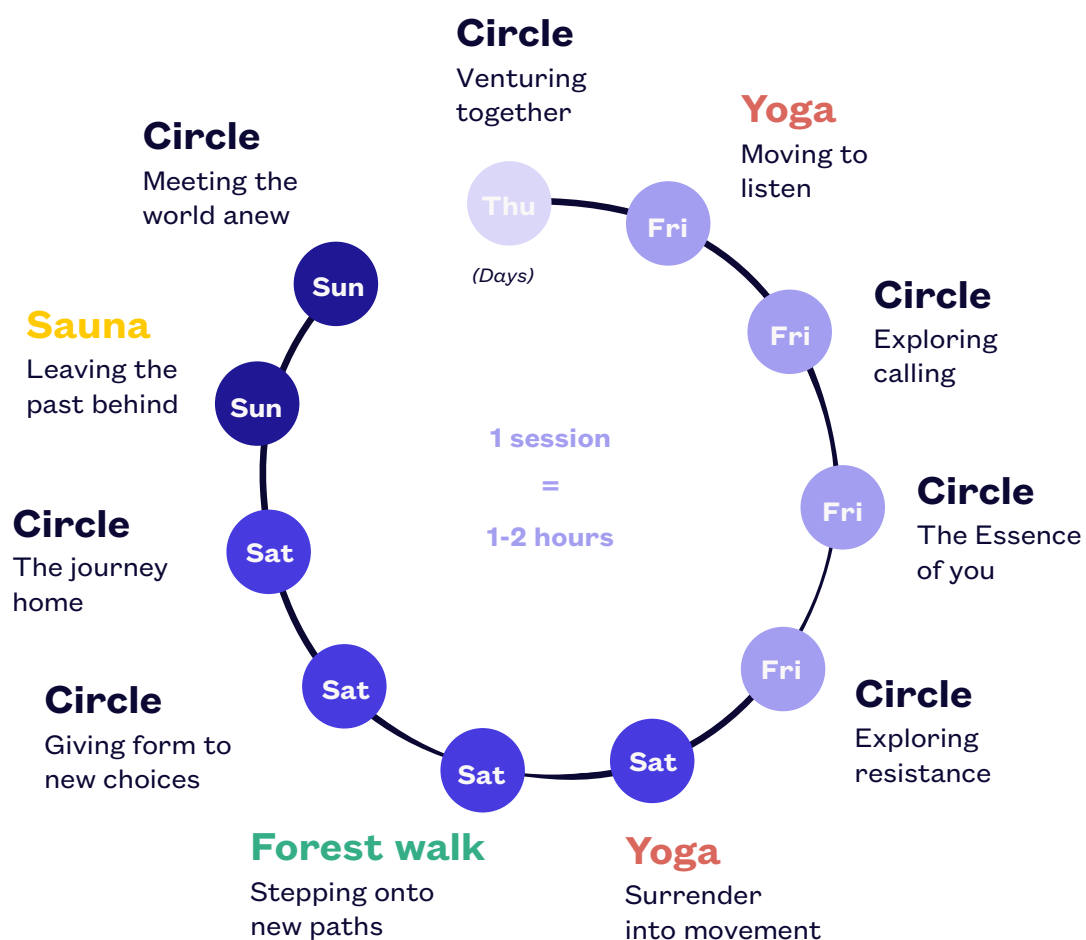 Circle
Venturing
together
Thu
(Days)
Yoga
Moving to
listen
Fri
Circle
Exploring
calling
Fri
Circle
The Essence
of you
Fri
Circle
Exploring
resistance
Fri
Yoga
Surrender
into movement
Sat
Forest walk
Stepping onto
new paths
Sat
Circle
Giving form to
new choices
Sat
Circle
The journey
home
Sat
Sauna
Leaving the
past behind
Sun
Circle
Meeting the
world anew
Sun
1 session
=
1-2 hours